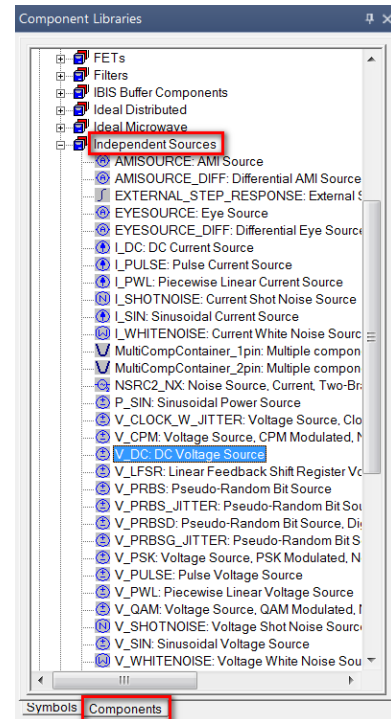 Component Libraries
FETs
Filters
IBIS Buffer Components
Ideal Distributed
Ideal Microwave
Independent Sources
AMISOURCE: AMI Source
AMISOURCE_DIFF: Differential AMI Source
EXTERNAL_STEP_RESPONSE: External S
EYESOURCE: Eye Source
EYESOURCE_DIFF: Differential Eye Source
I_DC: DC Current Source
I_PULSE: Pulse Current Source
I_PWL: Piecewise Linear Current Source
I_SHOTNOISE: Current Shot Noise Source
I_SIN: Sinusoidal Current Source
I_WHITENOISE: Current White Noise Sourc
MultiCompContainer_1pin: Multiple compon
MultiCompContainer_2pin: Multiple compon
NSRC2_NX: Noise Source, Current, Two-Br
P_SIN: Sinusoidal Power Source
V_CLOCK_W_JITTER: Voltage Source, Clo
V_CPM: Voltage Source, CPM Modulated, N
V_DC: DC Voltage Source
V_LFSR: Linear Feedback Shift Register Vo
V_PRBS: Pseudo-Random Bit Source
V_PRBS_JITTER: Pseudo-Random Bit Sou
V_PRBSD: Pseudo-Random Bit Source, Di
V_PRBSG_JITTER: Pseudo-Random Bit S
V_PSK: Voltage Source, PSK Modulated, N
V_PULSE: Pulse Voltage Source
V_PWL: Piecewise Linear Voltage Source
V_QAM: Voltage Source, QAM Modulated,
V_SHOTNOISE: Voltage Shot Noise Source
V_SIN: Sinusoidal Voltage Source
V_WHITENOISE: Voltage White Noise Sou
Symbols Components